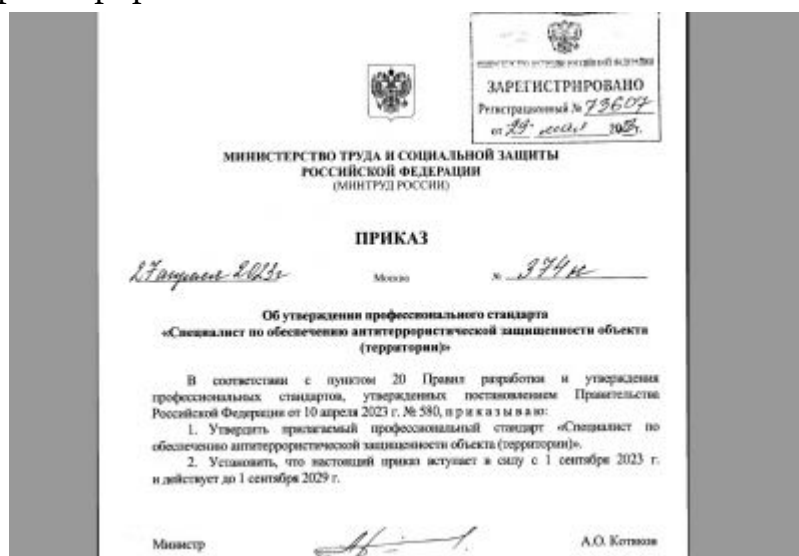 ЗАРЕГИСТРИРОВАНО
Регистрационный № 73607
от 29 мая 2023г.
МИНИСТЕРСТВО ТРУДА И СОЦИАЛЬНОЙ ЗАЩИТЫ
РОССИЙСКОЙ ФЕДЕРАЦИИ
(МИНТРУД РОССИИ)
ПРИКАЗ
27 апреля 2023г Москва № 374н
Об утверждении профессионального стандарта
«Специалист по обеспечению антитеррористической защищенности объекта
(территории)»
В соответствии с пунктом 20 Правил разработки и утверждения
профессиональных стандартов, утвержденных постановлением Правительства
Российской Федерации от 10 апреля 2023 г. № 580, п р и к а з ы в а ю:
1. Утвердить прилагаемый профессиональный стандарт «Специалист по
обеспечению антитеррористической защищенности объекта (территории)».
2. Установить, что настоящий приказ вступает в силу с 1 сентября 2023 г.
и действует до 1 сентября 2029 г.
Министр А.О. Котяков